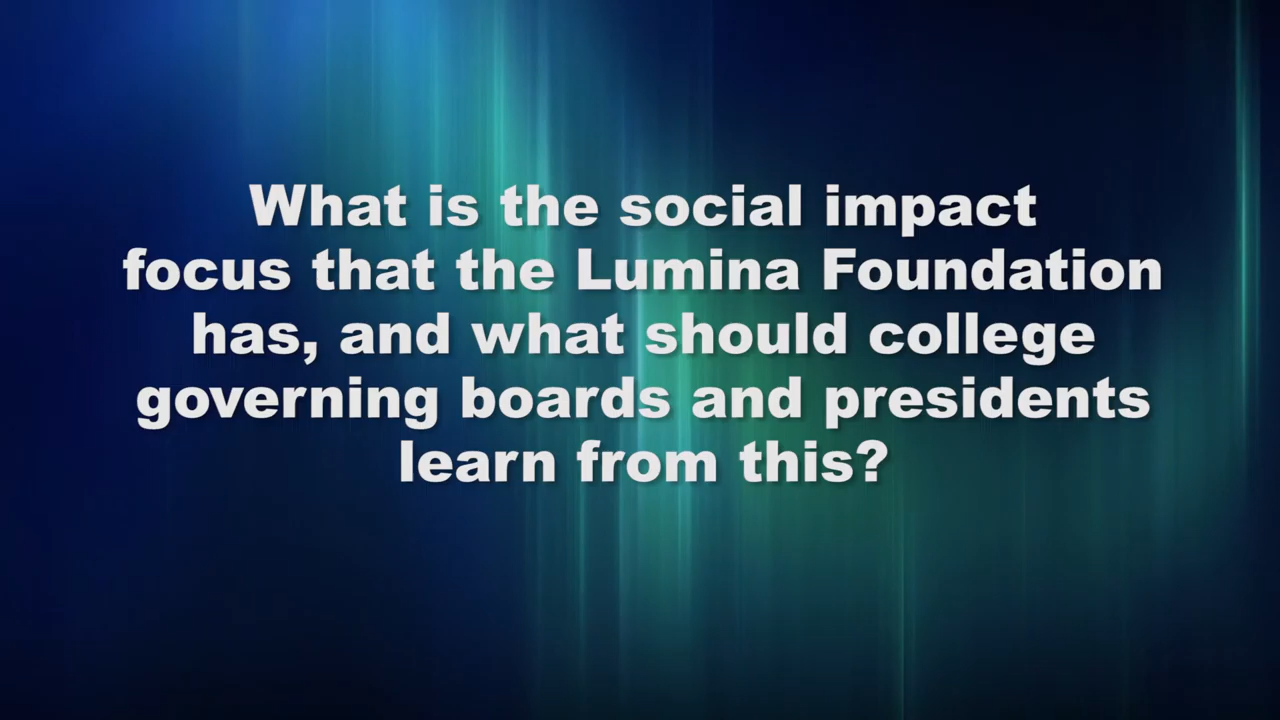 What is the social impact
focus that the Lumina Foundation
has, and what should college
governing boards and presidents
learn from this?